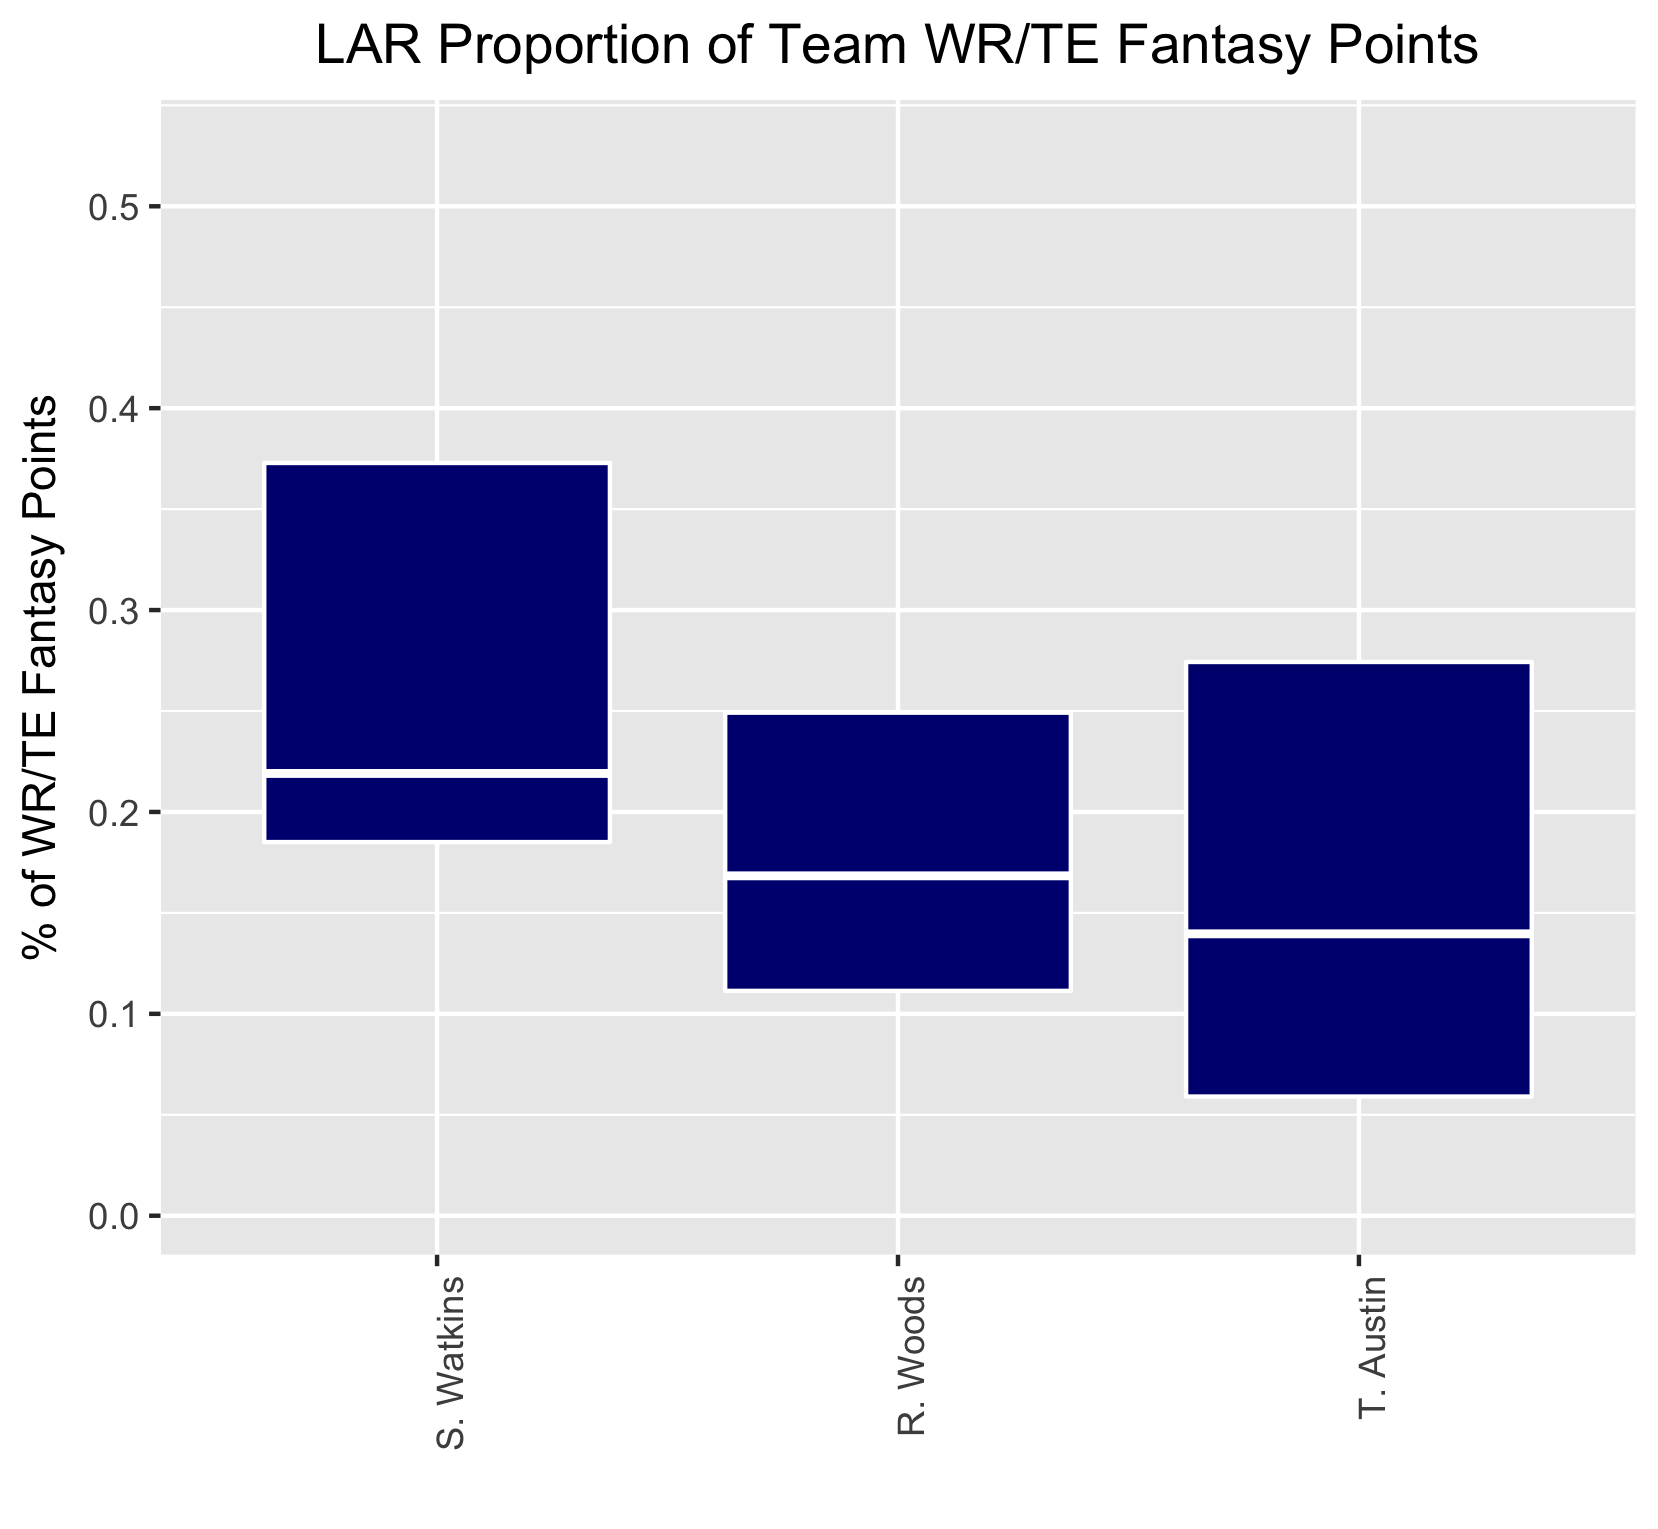 LAR Proportion of Team WR/TE Fantasy Points
% of WR/TE Fantasy Points
0.5
0.4
0.3
0.2
0.1
0.0
S. Watkins
R. Woods
T. Austin